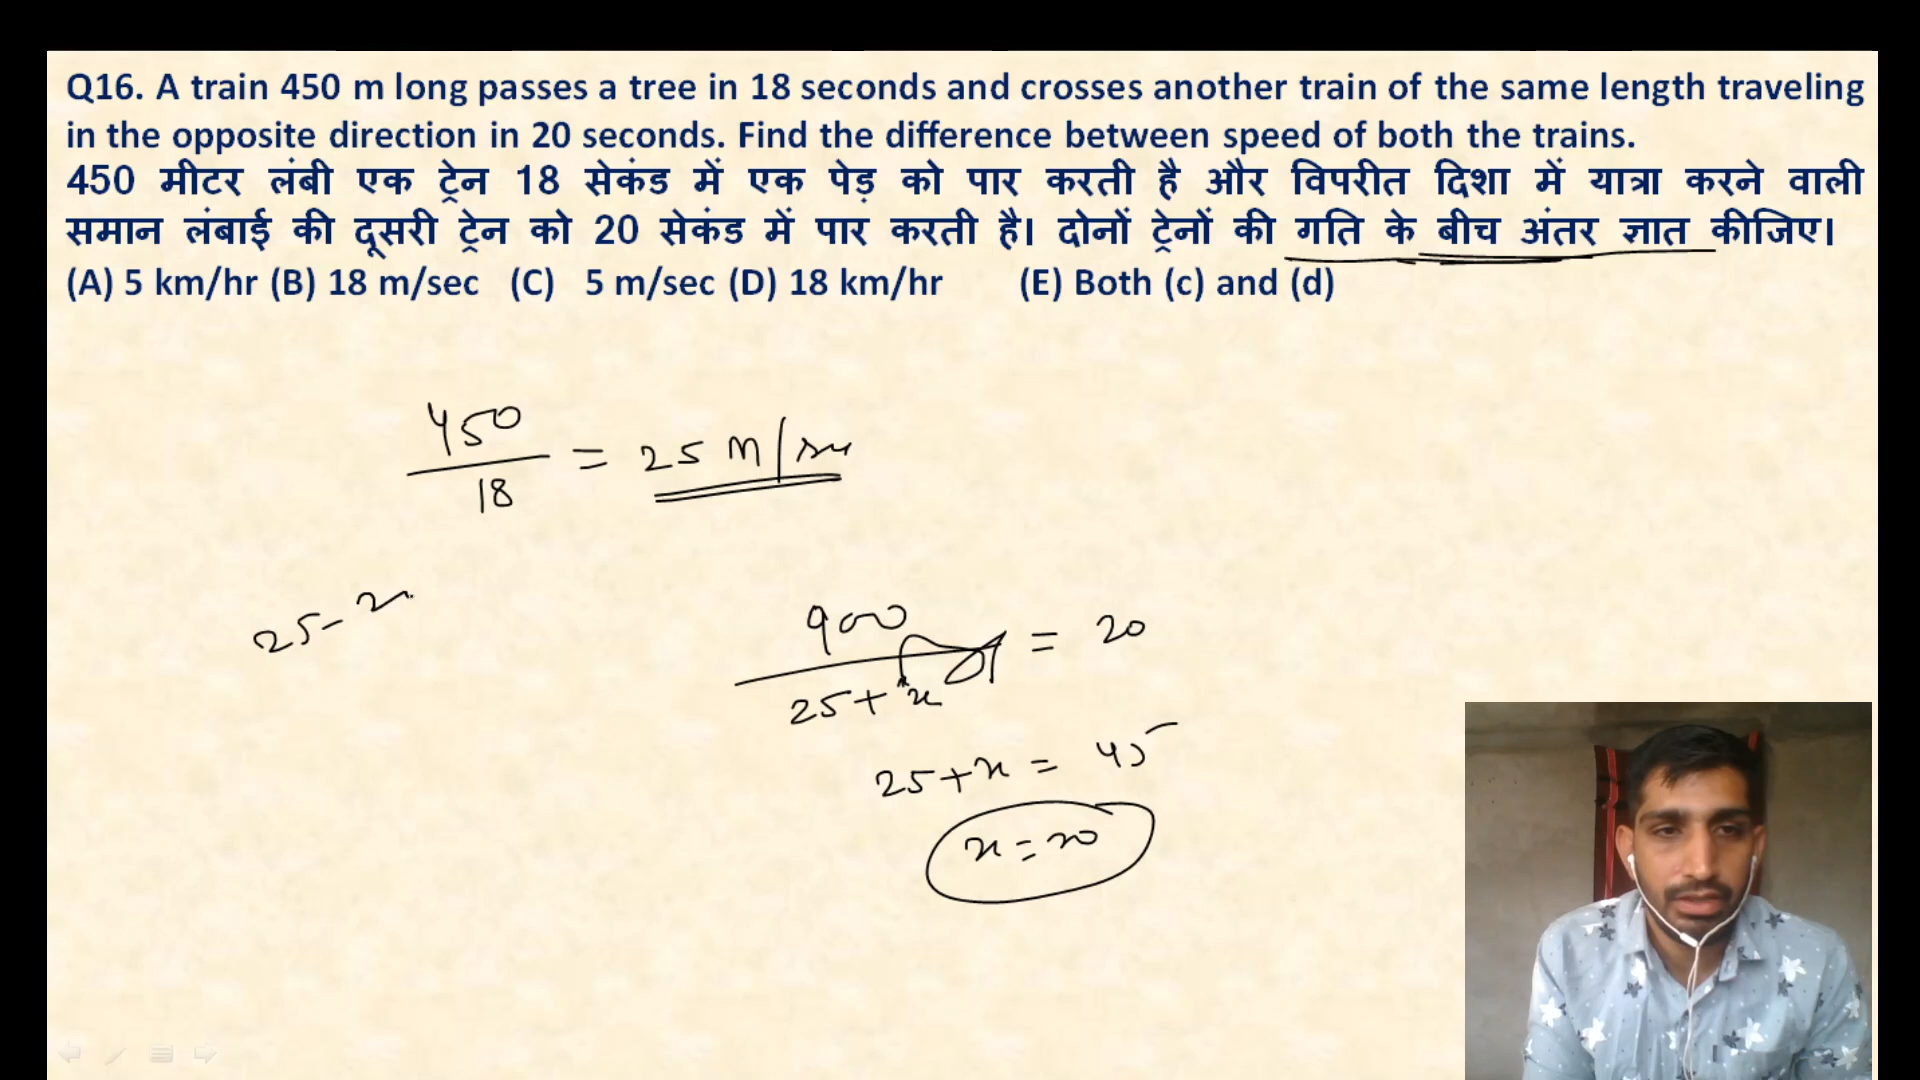 Q16. A train 450 m long passes a tree in 18 seconds and crosses another train of the same length traveling
in the opposite direction in 20 seconds. Find the difference between speed of both the trains.
450 मीटर लंबी एक ट्रेन 18 सेकंड में एक पेड़ को पार करती है और विपरीत दिशा में यात्रा करने वाली
समान लंबाई की दूसरी ट्रेन को 20 सेकंड में पार करती है। दोनों ट्रेनों की गति के बीच अंतर ज्ञात कीजिए।
(A) 5 km/hr (B) 18 m/sec (C) 5 m/sec (D) 18 km/hr (E) Both (c) and (d)
450
18
= 25 m/sec
25-2
900
25+x
= 20
25+x = 45
x=20